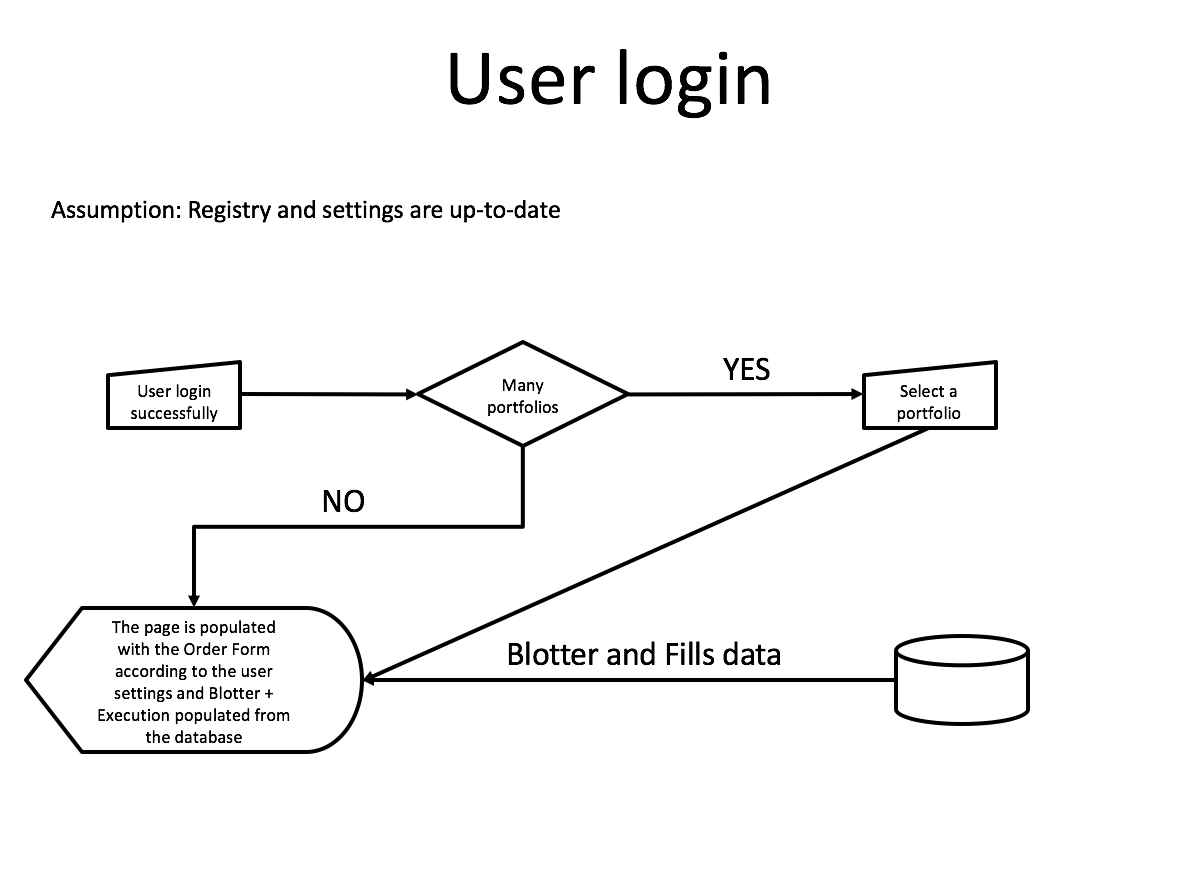 User login
Assumption: Registry and settings are up-to-date
User login
successfully
Many
portfolios
YES
Select a
portfolio
NO
The page is populated
with the Order Form
according to the user
settings and Blotter +
Execution populated from
the database
Blotter and Fills data